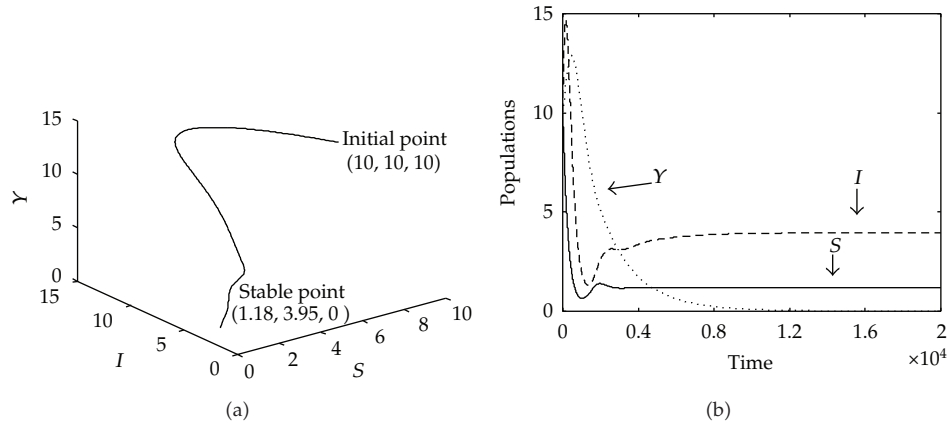 15
10
5
0
Y
15
10
5
0
I
0
2
4
6
8
10
S
Initial point
(10, 10, 10)
Stable point
(1.18, 3.95, 0 )
(a)
15
10
5
0
Populations
Y
I
S
0
0.4
0.8
1.2
1.6
2
×10⁴
Time
(b)